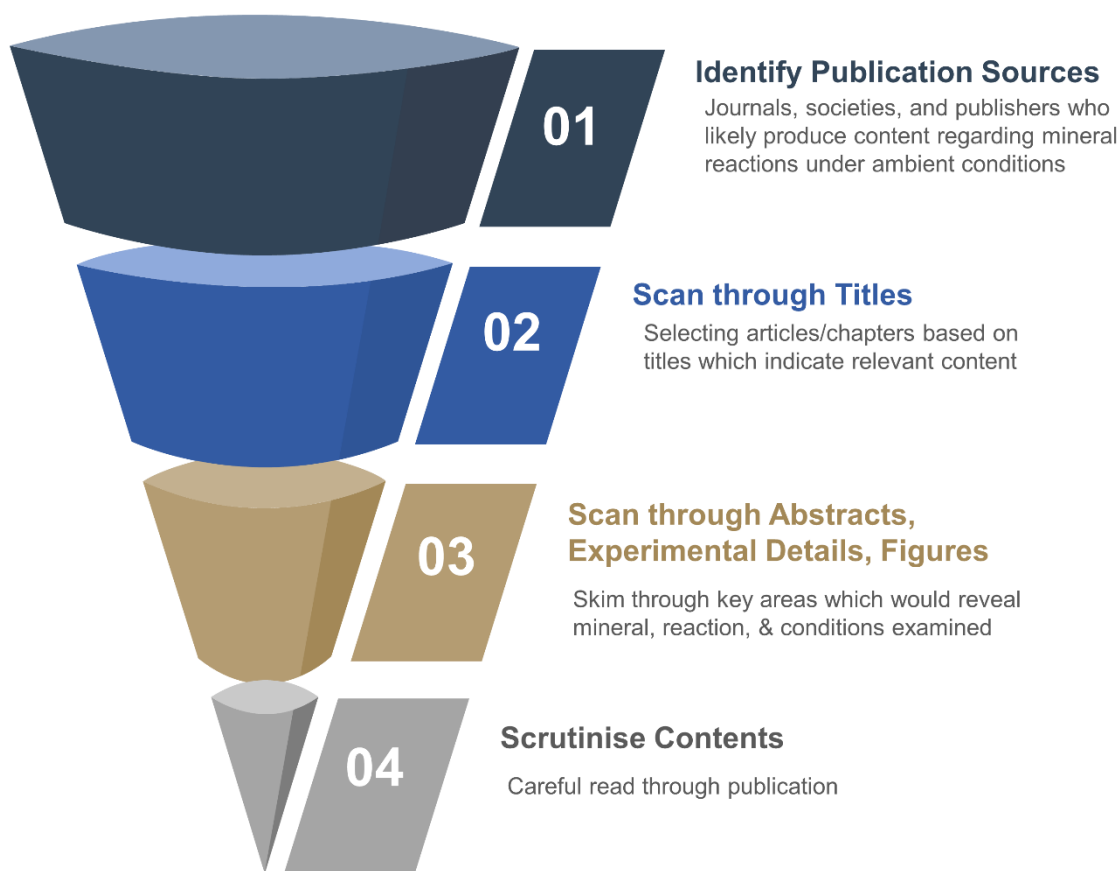 01
Identify Publication Sources
Journals, societies, and publishers who
likely produce content regarding mineral
reactions under ambient conditions
02
Scan through Titles
Selecting articles/chapters based on
titles which indicate relevant content
03
Scan through Abstracts,
Experimental Details, Figures
Skim through key areas which would reveal
mineral, reaction, & conditions examined
04
Scrutinise Contents
Careful read through publication